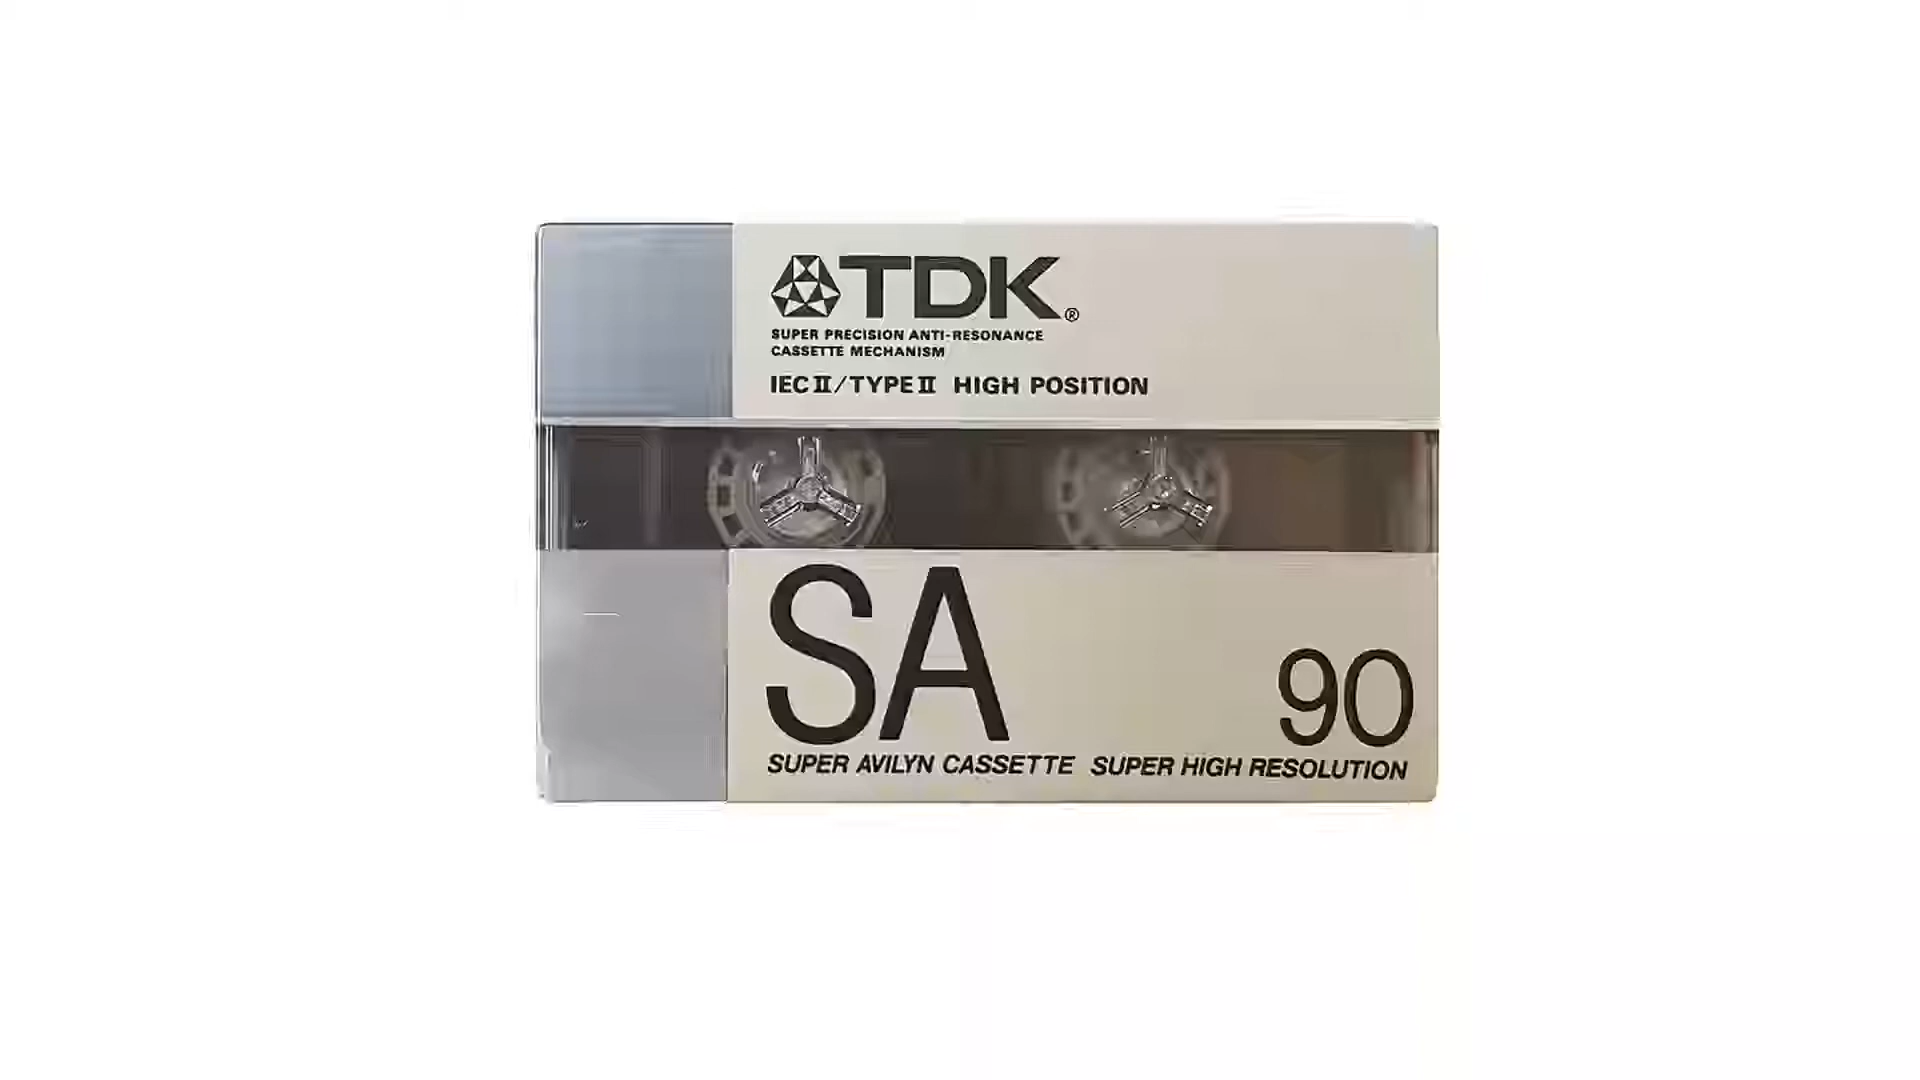 TDK®
SUPER PRECISION ANTI-RESONANCE
CASSETTE MECHANISM
IEC II/TYPE II HIGH POSITION
SA
90
SUPER AVILYN CASSETTE SUPER HIGH RESOLUTION